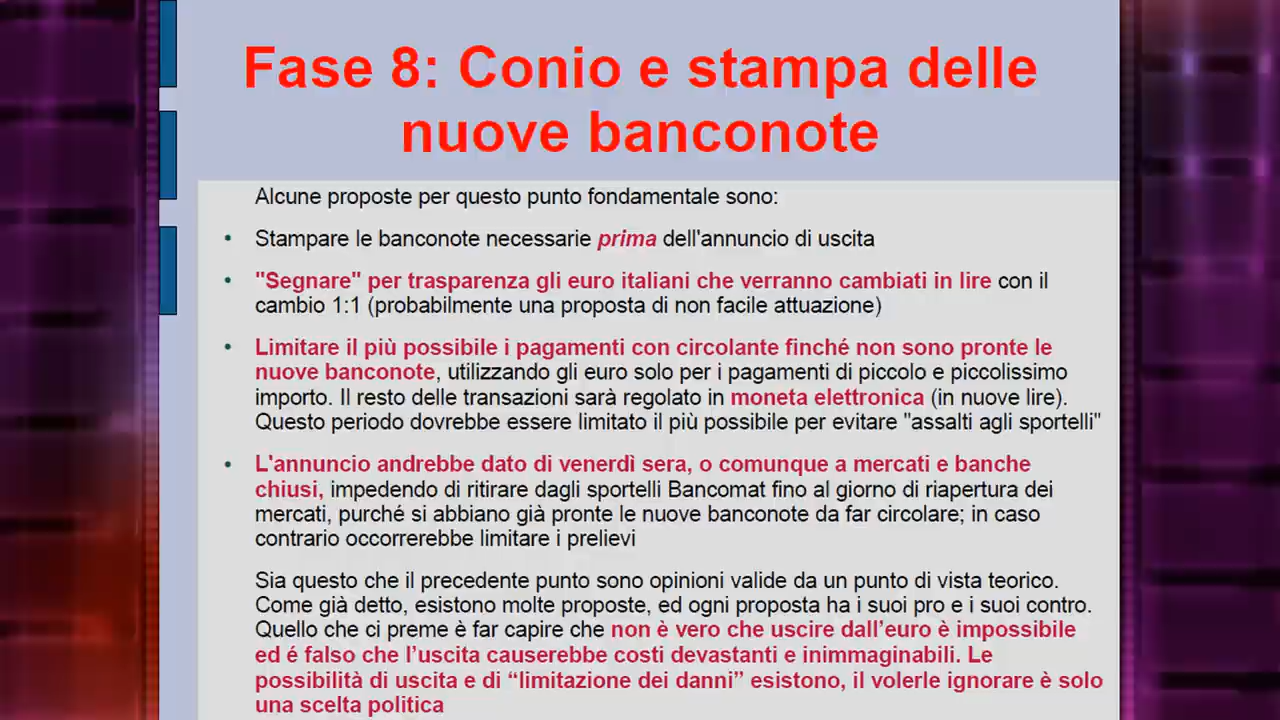 Fase 8: Conio e stampa delle
nuove banconote
Alcune proposte per questo punto fondamentale sono:
• Stampare le banconote necessarie prima dell'annuncio di uscita
• "Segnare" per trasparenza gli euro italiani che verranno cambiati in lire con il
cambio 1:1 (probabilmente una proposta di non facile attuazione)
• Limitare il più possibile i pagamenti con circolante finché non sono pronte le
nuove banconote, utilizzando gli euro solo per i pagamenti di piccolo e piccolissimo
importo. Il resto delle transazioni sarà regolato in moneta elettronica (in nuove lire).
Questo periodo dovrebbe essere limitato il più possibile per evitare "assalti agli sportelli"
• L'annuncio andrebbe dato di venerdì sera, o comunque a mercati e banche
chiusi, impedendo di ritirare dagli sportelli Bancomat fino al giorno di riapertura dei
mercati, purché si abbiano già pronte le nuove banconote da far circolare; in caso
contrario occorrerebbe limitare i prelievi
Sia questo che il precedente punto sono opinioni valide da un punto di vista teorico.
Come già detto, esistono molte proposte, ed ogni proposta ha i suoi pro e i suoi contro.
Quello che ci preme è far capire che non è vero che uscire dall’euro è impossibile
ed é falso che l’uscita causerebbe costi devastanti e inimmaginabili. Le
possibilità di uscita e di “limitazione dei danni” esistono, il volerle ignorare è solo
una scelta politica